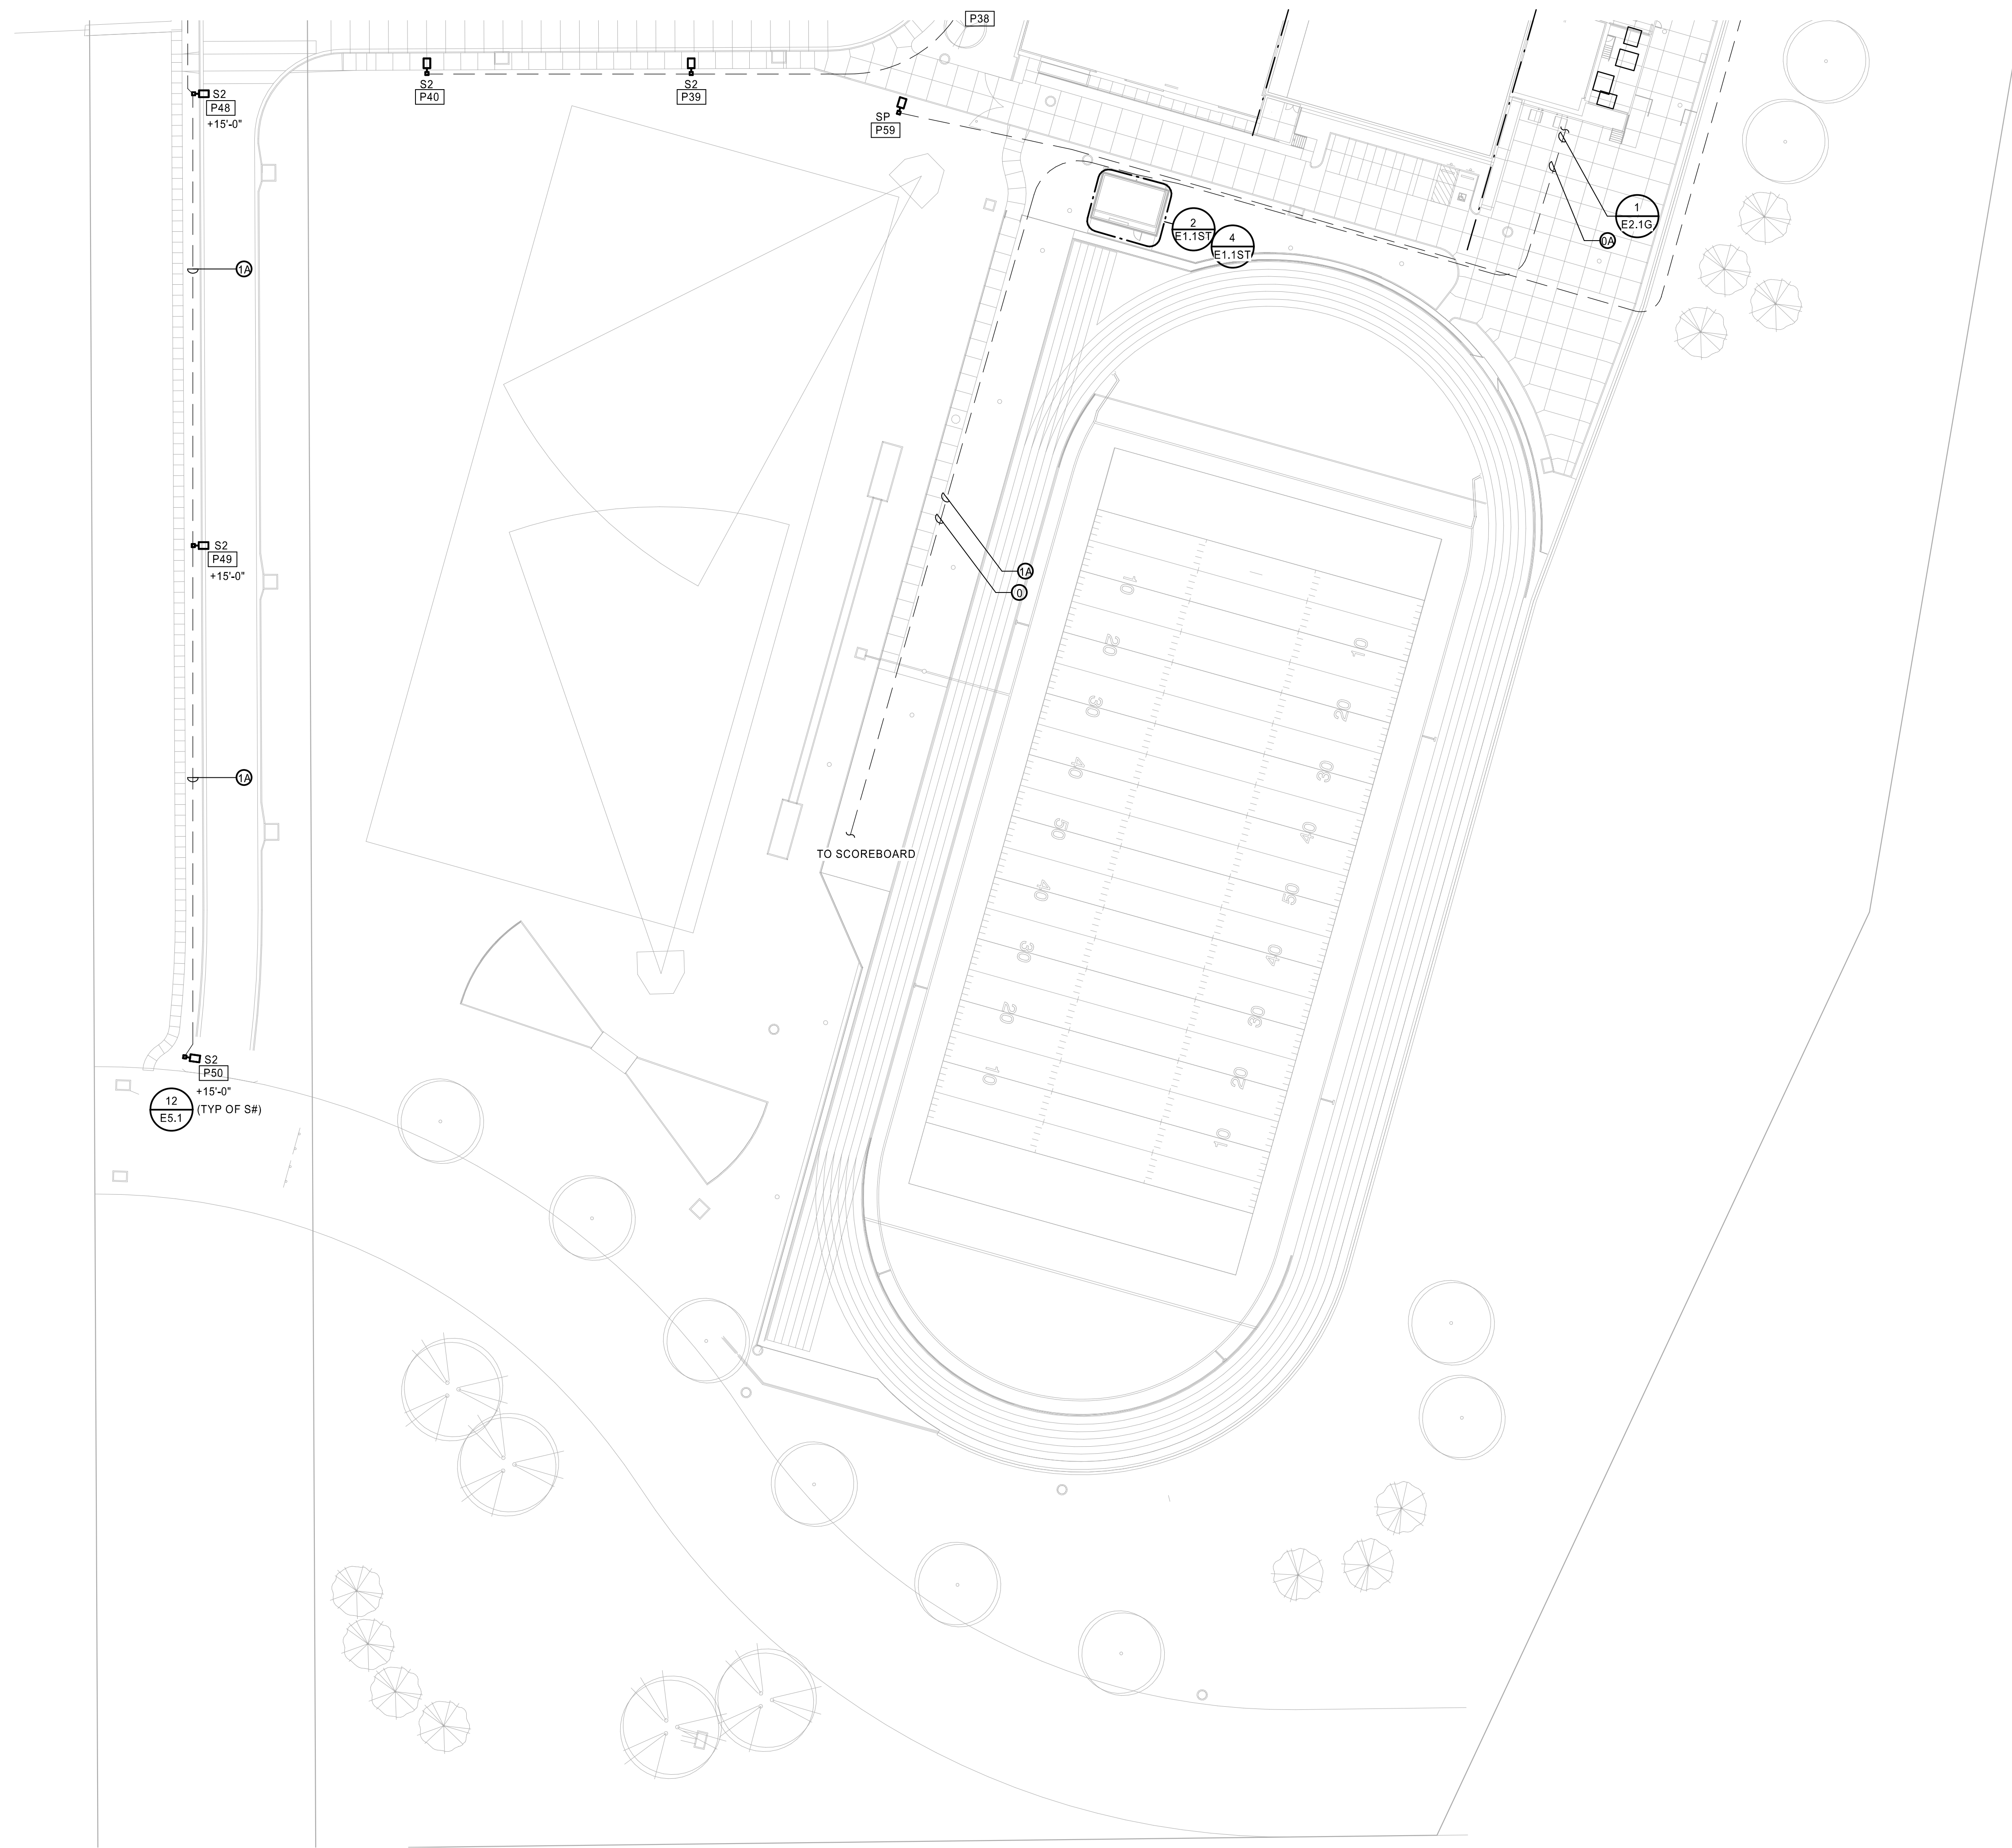 P38
S2
P48
+15'-0"
S2
P40
S2
P39
SP
P59
1
E2.1G
0A
2
E1.1ST
4
E1.1ST
1A
S2
P49
+15'-0"
1A
0
1A
TO SCOREBOARD
10
20
30
40
50
40
30
20
10
10
20
30
40
50
40
30
20
10
S2
P50
+15'-0"
(TYP OF S#)
12
E5.1